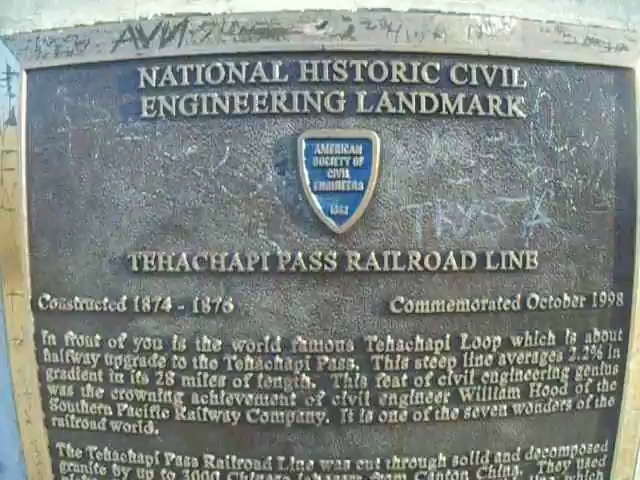 NATIONAL HISTORIC CIVIL
ENGINEERING LANDMARK
AMERICAN
SOCIETY OF
CIVIL
ENGINEERS
1852
TRYSTA
TEHACHAPI PASS RAILROAD LINE
Constructed 1874 - 1876
Commemorated October 1998
In front of you is the world famous Tehachapi Loop which is about
halfway upgrade to the Tehachapi Pass. This steep line averages 2.2% in
gradient in its 28 miles of length. This feat of civil engineering genius
was the crowning achievement of civil engineer William Hood of the
Southern Pacific Railway Company. It is one of the seven wonders of the
railroad world.
The Tehachapi Pass Railroad Line was cut through solid and decomposed
granite by up to 3000 Chinese laborers from Canton China. They used
line which